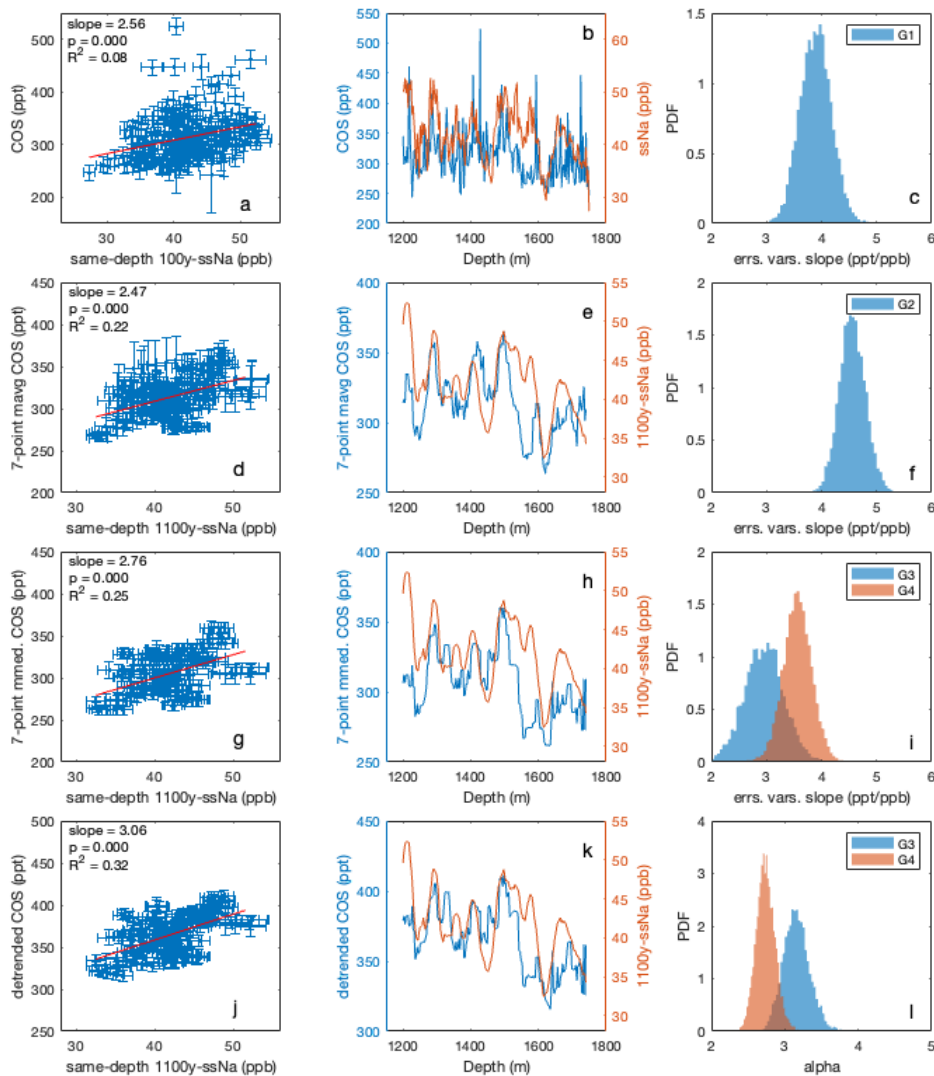 slope = 2.56
p = 0.000
R² = 0.08
550
500
450
400
350
300
250
200
30
40
50
COS (ppt)
same-depth 100y-ssNa (ppb)
a
b
550
500
450
400
350
300
250
200
60
50
40
30
1200
1400
1600
1800
COS (ppt)
ssNa (ppb)
Depth (m)
G1
1.5
1
0.5
0
2
3
4
5
6
PDF
errs. vars. slope (ppt/ppb)
c
slope = 2.47
p = 0.000
R² = 0.22
450
400
350
300
250
200
30
40
50
7-point mavg COS (ppt)
same-depth 1100y-ssNa (ppb)
d
e
400
350
300
250
55
50
45
40
35
30
1200
1400
1600
1800
7-point mavg COS (ppt)
1100y-ssNa (ppb)
Depth (m)
G2
2
1.5
1
0.5
0
2
3
4
5
6
PDF
errs. vars. slope (ppt/ppb)
f
slope = 2.76
p = 0.000
R² = 0.25
450
400
350
300
250
200
30
40
50
7-point mmed. COS (ppt)
same-depth 1100y-ssNa (ppb)
g
h
400
350
300
250
55
50
45
40
35
30
1200
1400
1600
1800
7-point mmed. COS (ppt)
1100y-ssNa (ppb)
Depth (m)
G3
G4
2
1.5
1
0.5
0
2
3
4
5
6
PDF
errs. vars. slope (ppt/ppb)
i
slope = 3.06
p = 0.000
R² = 0.32
500
450
400
350
300
250
30
40
50
detrended COS (ppt)
same-depth 1100y-ssNa (ppb)
j
k
450
400
350
300
55
50
45
40
35
30
1200
1400
1600
1800
detrended COS (ppt)
1100y-ssNa (ppb)
Depth (m)
G3
G4
4
3
2
1
0
2
3
4
5
PDF
alpha
l